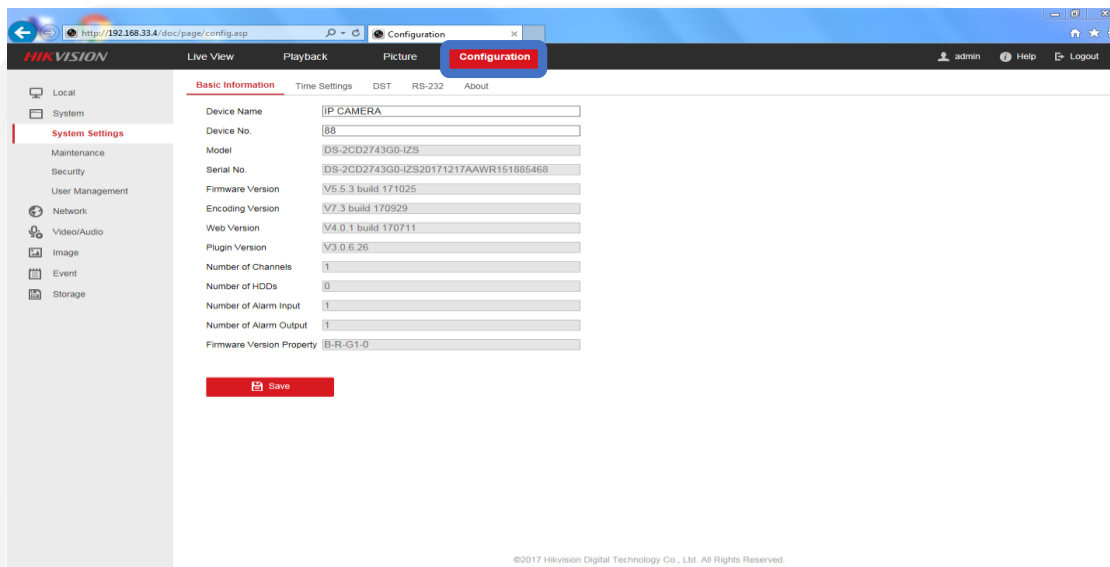 http://192.168.33.4/doc/page/config.asp
Configuration
HIKVISION Live View Playback Picture Configuration admin Help Logout
Basic Information Time Settings DST RS-232 About
Local
System
System Settings
Maintenance
Security
User Management
Network
Video/Audio
Image
Event
Storage
Device Name IP CAMERA
Device No. 88
Model DS-2CD2743G0-IZS
Serial No. DS-2CD2743G0-IZS20171217AAWR151885468
Firmware Version V5.5.3 build 171025
Encoding Version V7.3 build 170929
Web Version V4.0.1 build 170711
Plugin Version V3.0.6.26
Number of Channels 1
Number of HDDs 0
Number of Alarm Input 1
Number of Alarm Output 1
Firmware Version Property B-R-G1-0
Save
©2017 Hikvision Digital Technology Co., Ltd. All Rights Reserved.